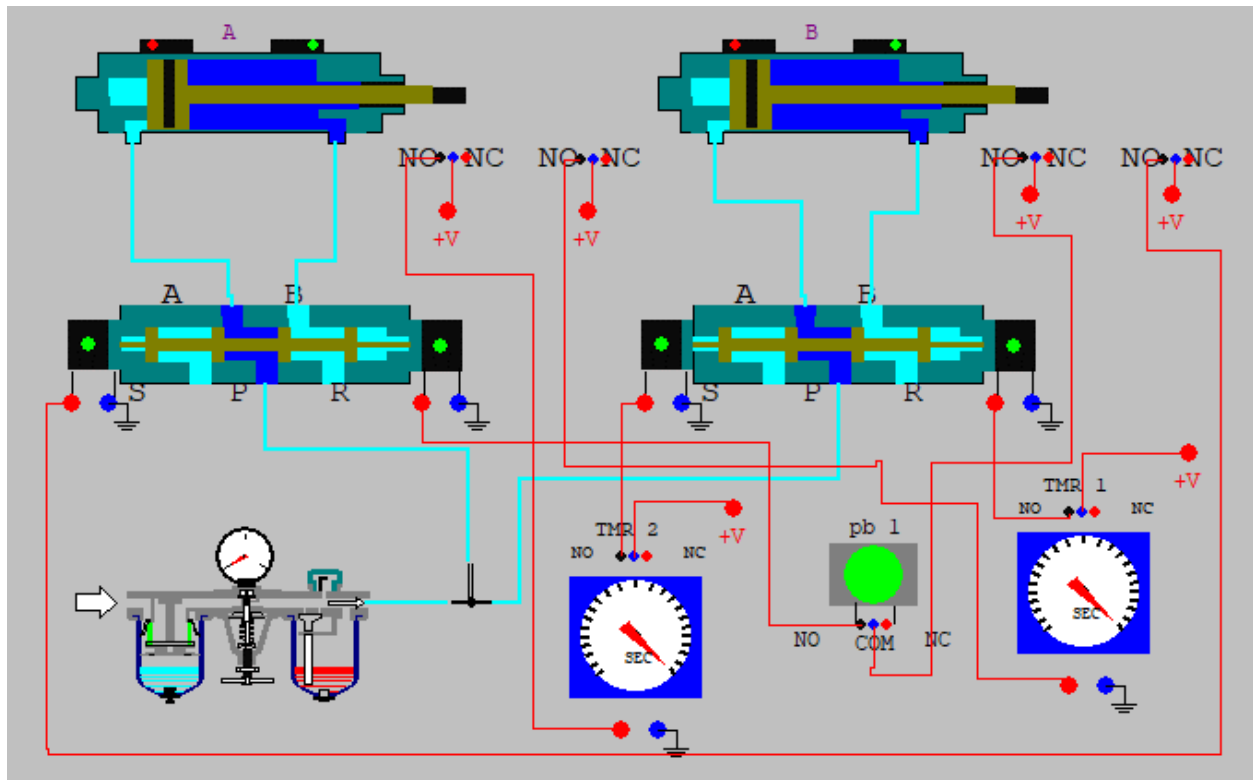 A
B
NO NC
NO NC
NO NC
NO NC
+V
+V
+V
+V
A B
A B
S P R
S P R
+V
+V
TMR 1
NO NC
pb 1
TMR 2
NO NC
SEC
SEC
NO COM NC